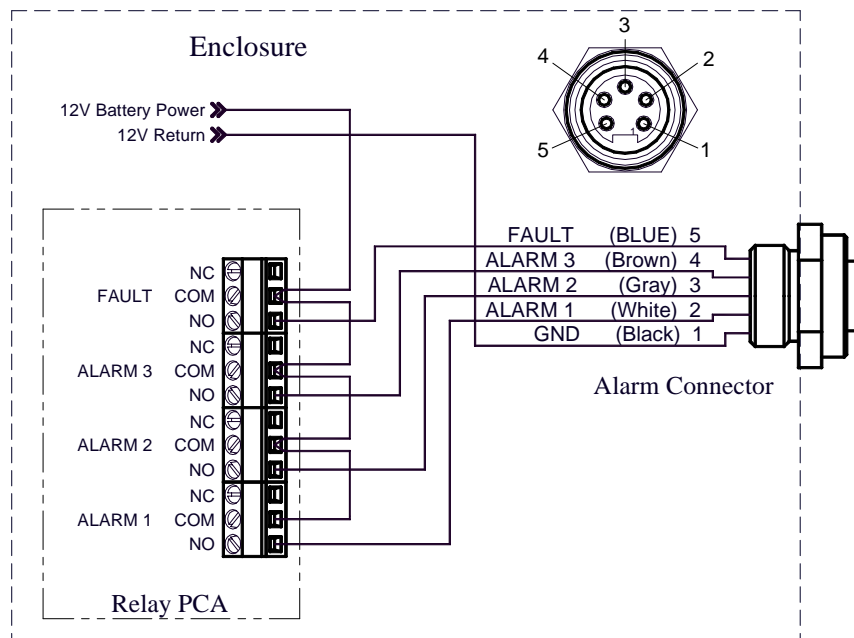 Enclosure
3
4
2
12V Battery Power
12V Return
1
5
1
FAULT (BLUE) 5
ALARM 3 (Brown) 4
ALARM 2 (Gray) 3
ALARM 1 (White) 2
GND (Black) 1
Alarm Connector
NC
FAULT COM
NO
NC
ALARM 3 COM
NO
NC
ALARM 2 COM
NO
NC
ALARM 1 COM
NO
Relay PCA